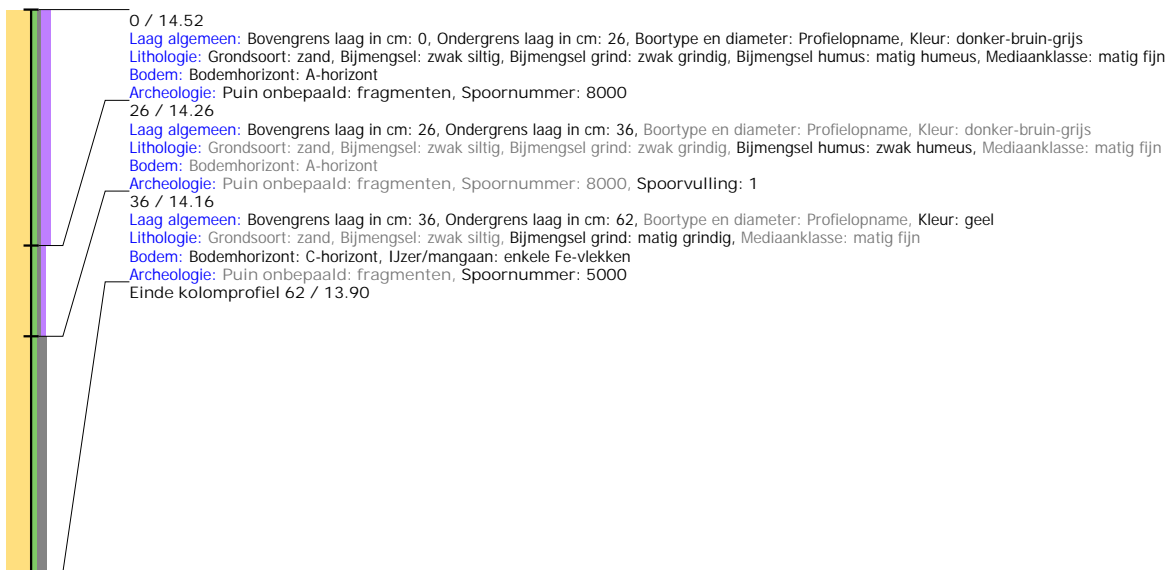 0 / 14.52
Laag algemeen: Bovengrens laag in cm: 0, Ondergrens laag in cm: 26, Boortype en diameter: Profielopname, Kleur: donker-bruin-grijs
Lithologie: Grondsoort: zand, Bijmengsel: zwak siltig, Bijmengsel grind: zwak grindig, Bijmengsel humus: matig humeus, Mediaanklasse: matig fijn
Bodem: Bodemhorizont: A-horizont
Archeologie: Puin onbepaald: fragmenten, Spoornummer: 8000
26 / 14.26
Laag algemeen: Bovengrens laag in cm: 26, Ondergrens laag in cm: 36, Boortype en diameter: Profielopname, Kleur: donker-bruin-grijs
Lithologie: Grondsoort: zand, Bijmengsel: zwak siltig, Bijmengsel grind: zwak grindig, Bijmengsel humus: zwak humeus, Mediaanklasse: matig fijn
Bodem: Bodemhorizont: A-horizont
Archeologie: Puin onbepaald: fragmenten, Spoornummer: 8000, Spoorvulling: 1
36 / 14.16
Laag algemeen: Bovengrens laag in cm: 36, Ondergrens laag in cm: 62, Boortype en diameter: Profielopname, Kleur: geel
Lithologie: Grondsoort: zand, Bijmengsel: zwak siltig, Bijmengsel grind: matig grindig, Mediaanklasse: matig fijn
Bodem: Bodemhorizont: C-horizont, IJzer/mangaan: enkele Fe-vlekken
Archeologie: Puin onbepaald: fragmenten, Spoornummer: 5000
Einde kolomprofiel 62 / 13.90